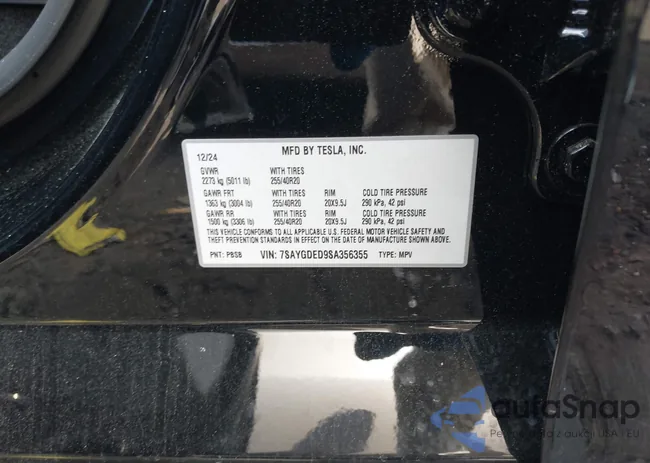 MFD BY TESLA, INC.
12/24
GVWR WITH TIRES
2273 kg (5011 lb) 255/40R20
GAWR FRT WITH TIRES RIM COLD TIRE PRESSURE
1363 kg (3004 lb) 255/40R20 20X9.5J 290 kPa, 42 psi
GAWR RR WITH TIRES RIM COLD TIRE PRESSURE
1500 kg (3306 lb) 255/40R20 20X9.5J 290 kPa, 42 psi
THIS VEHICLE CONFORMS TO ALL APPLICABLE U.S. FEDERAL MOTOR VEHICLE SAFETY AND
THEFT PREVENTION STANDARDS IN EFFECT ON THE DATE OF MANUFACTURE SHOWN ABOVE.
PNT: PBSB VIN: 7SAYGDED9SA356355 TYPE: MPV
autaSnap
z aukcji USA i EU